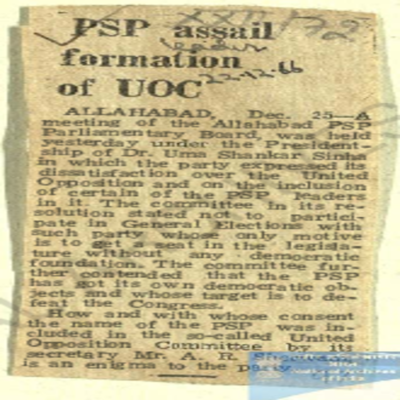 PSP assail
formation
of UOC
Leader
22-12-66
ALLAHABAD, Dec. 25—A
meeting of the Allahabad PSP
Parliamentary Board, was held
yesterday under the President-
ship of Dr. Uma Shankar Sinha
in which the party expressed its
dissatisfaction over the United
Opposition and on the inclusion
of certain of the PSP leaders
in it. The committee in its re-
solution stated not to partici-
pate in General Elections with
such party whose only motive
is to get a seat in the legisla-
ture without any democratic
foundation. The committee fur-
ther contended that the PSP
has got its own democratic ob-
jects and whose target is to de-
feat the Congress.
How and with whose consent
the name of the PSP was in-
cluded in the so-called United
Opposition Committee by its
secretary Mr. A. R.
is an enigma to the party